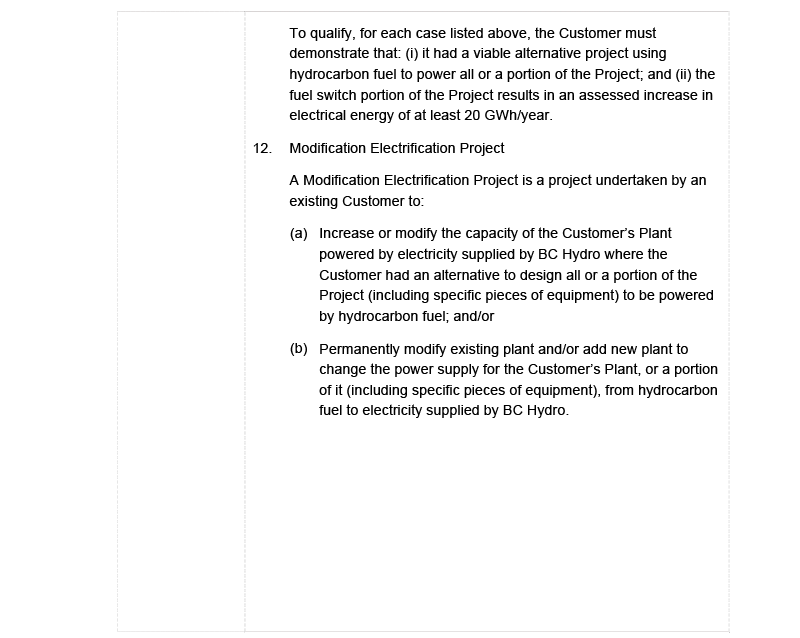 To qualify, for each case listed above, the Customer must
demonstrate that: (i) it had a viable alternative project using
hydrocarbon fuel to power all or a portion of the Project; and (ii) the
fuel switch portion of the Project results in an assessed increase in
electrical energy of at least 20 GWh/year.
12. Modification Electrification Project
A Modification Electrification Project is a project undertaken by an
existing Customer to:
(a) Increase or modify the capacity of the Customer’s Plant
powered by electricity supplied by BC Hydro where the
Customer had an alternative to design all or a portion of the
Project (including specific pieces of equipment) to be powered
by hydrocarbon fuel; and/or
(b) Permanently modify existing plant and/or add new plant to
change the power supply for the Customer’s Plant, or a portion
of it (including specific pieces of equipment), from hydrocarbon
fuel to electricity supplied by BC Hydro.